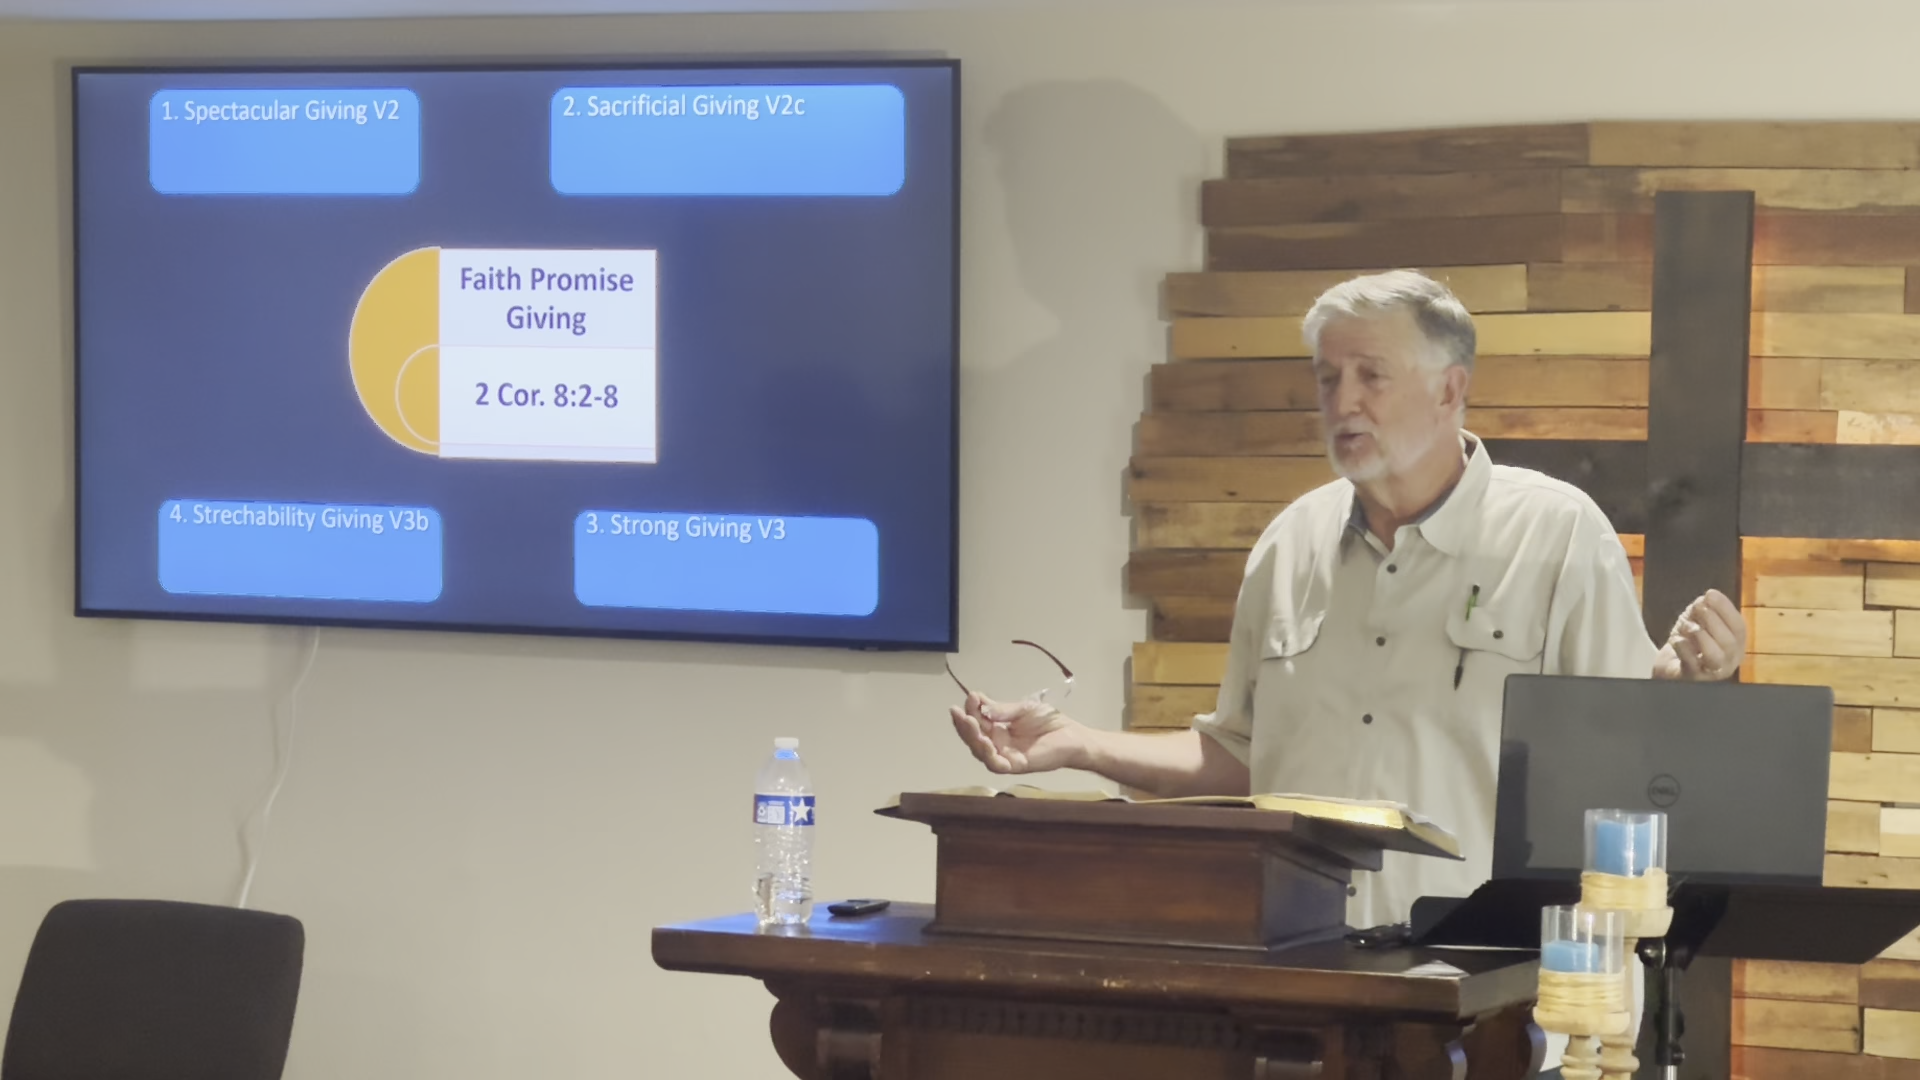 1. Spectacular Giving V2
2. Sacrificial Giving V2c
Faith Promise
Giving
2 Cor. 8:2-8
4. Strechability Giving V3b
3. Strong Giving V3
DELL